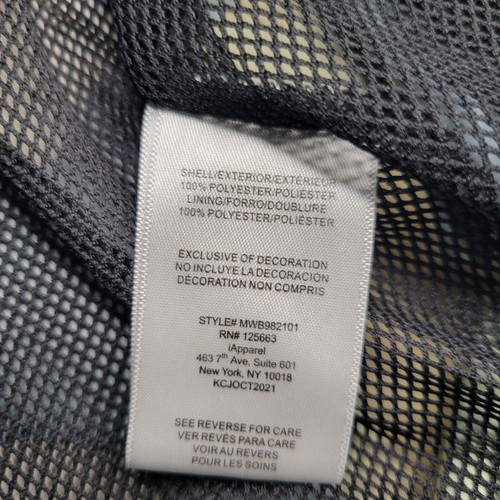 SHELL/EXTERIOR/EXTÉRIEUR
100% POLYESTER/POLIÉSTER
LINING/FORRO/DOUBLURE
100% POLYESTER/POLIÉSTER
EXCLUSIVE OF DECORATION
NO INCLUYE LA DECORACIÓN
DÉCORATION NON COMPRIS
STYLE# MWB982101
RN# 125663
iApparel
463 7th Ave, Suite 601
New York, NY 10018
KCJOCT2021
SEE REVERSE FOR CARE
VER REVÉS PARA CARE
VOIR AU REVERS
POUR LES SOINS